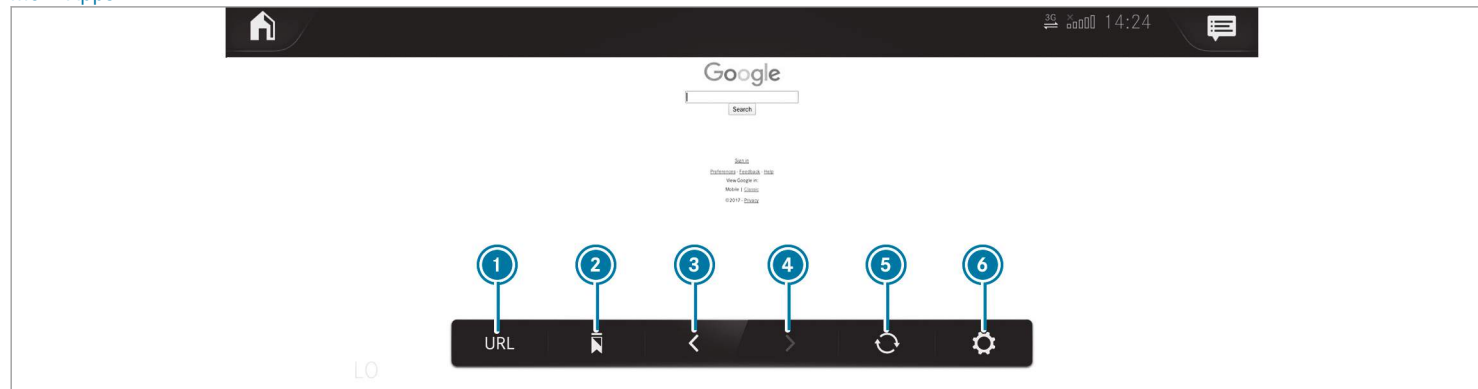 3G 14:24
Google
Search
Sign in
Preferences - Feedback - Help
View Google in:
Mobile | Classic
©2017 - Privacy
1 2 3 4 5 6
URL
LO